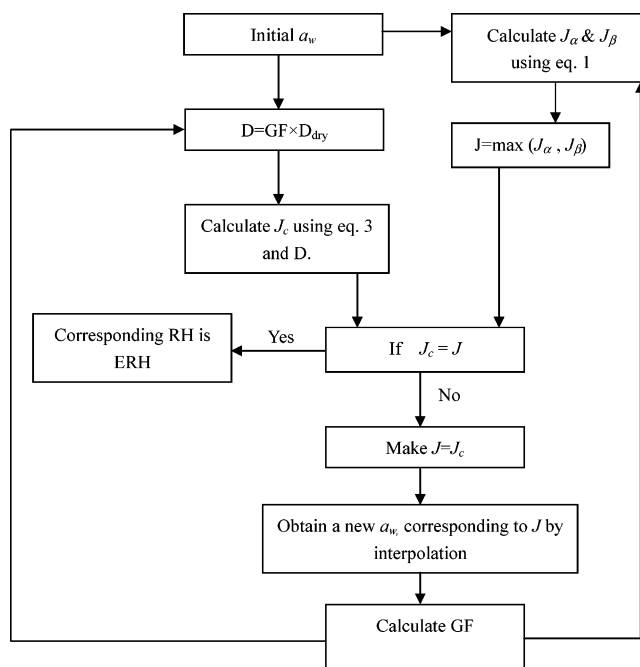 Initial a_w
Calculate J_α & J_β
using eq. 1
D=GF×D_dry
J=max (J_α , J_β)
Calculate J_c using eq. 3
and D.
Corresponding RH is
ERH
Yes
If J_c = J
No
Make J=J_c
Obtain a new a_w, corresponding to J by
interpolation
Calculate GF